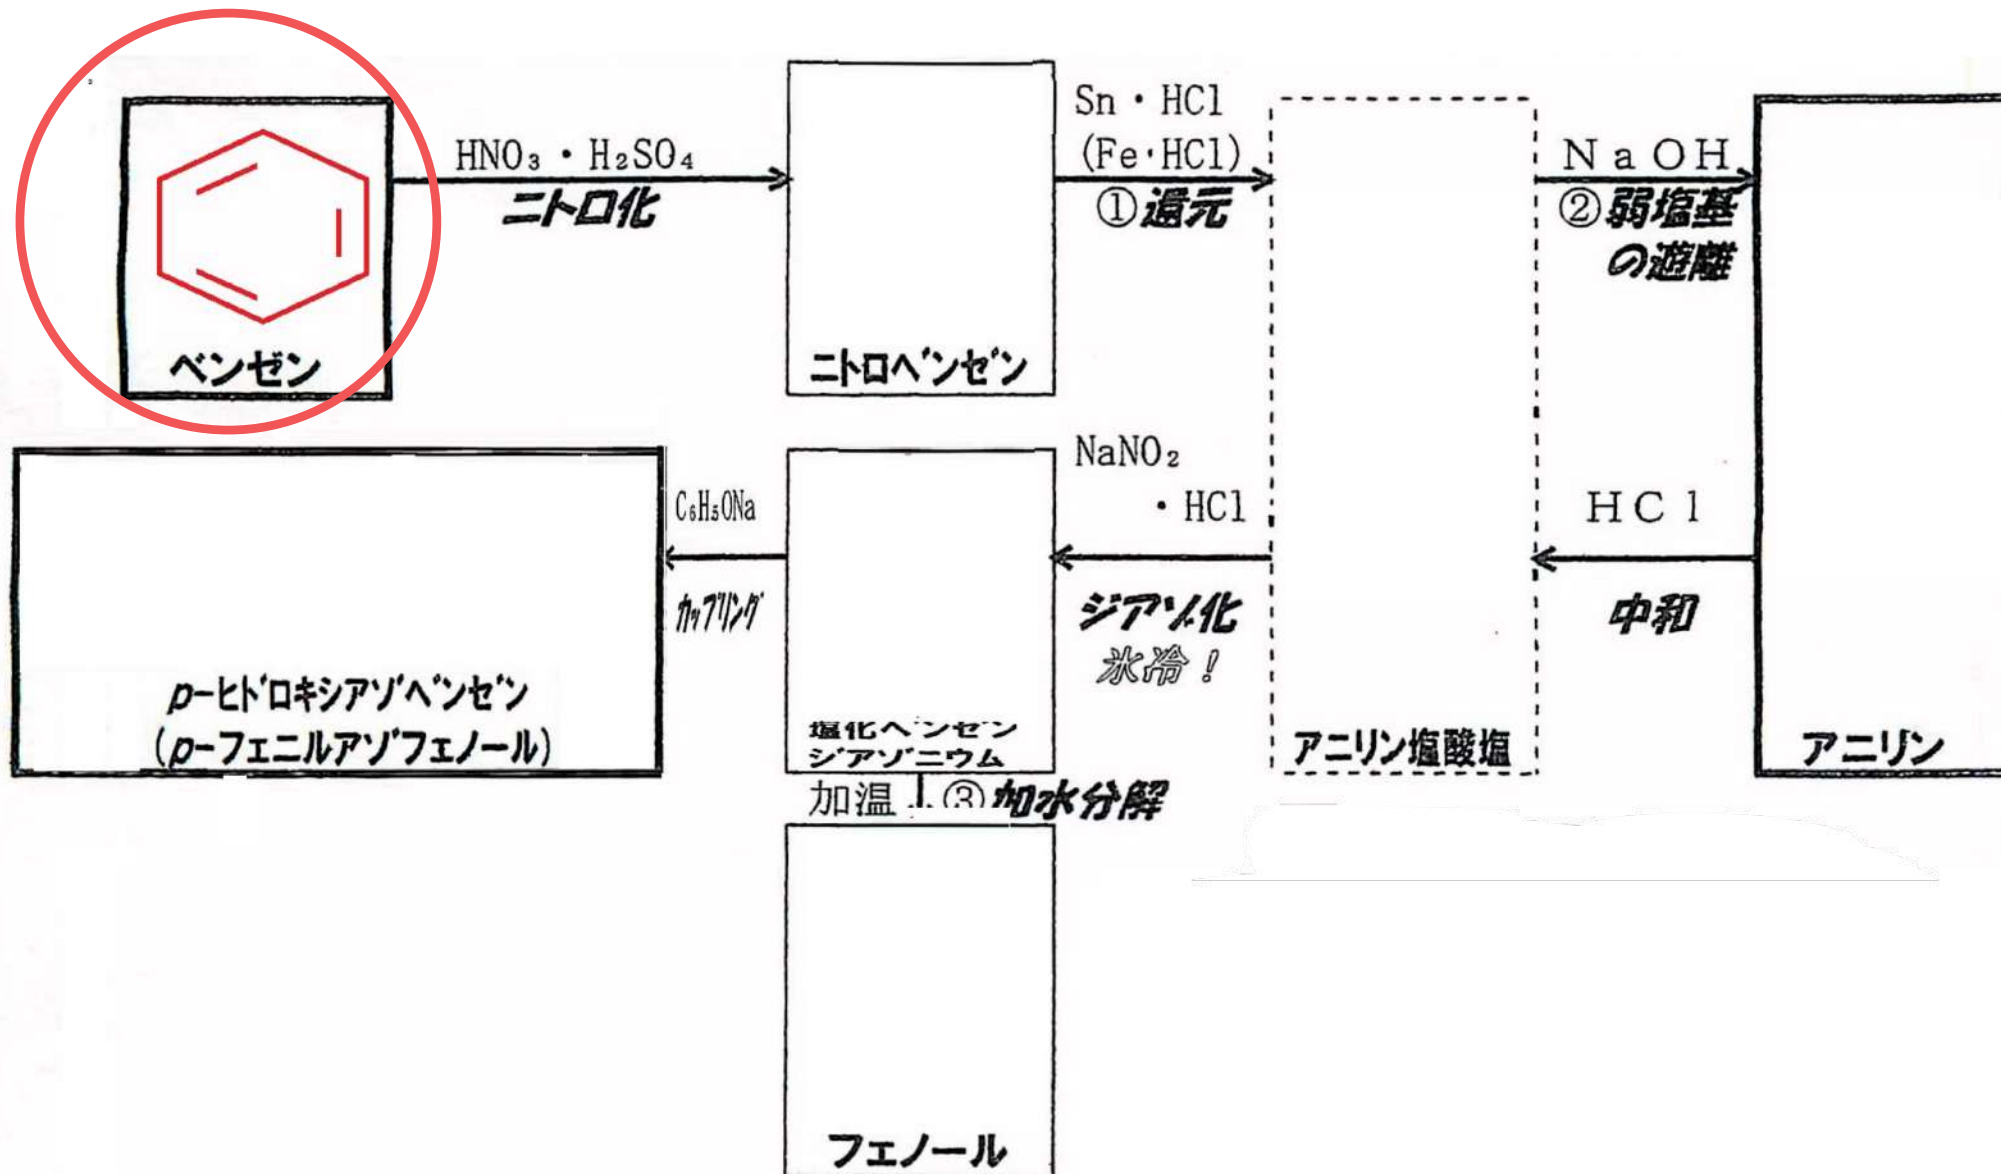 ベンゼン
HNO₃・H₂SO₄
ニトロ化
ニトロベンゼン
Sn・HCl
(Fe・HCl)
①還元
NaOH
②弱塩基
の遊離
アニリン塩酸塩
アニリン
HCl
中和
NaNO₂
・HCl
ジアゾ化
氷冷!
塩化ベンゼン
ジアゾニウム
C₆H₅ONa
カップリング
p-ヒドロキシアゾベンゼン
(p-フェニルアゾフェノール)
加温
③加水分解
フェノール